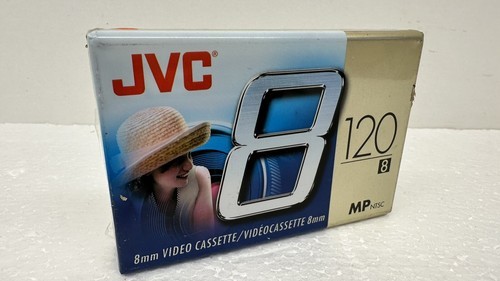 JVC
8
120
8
MP NTSC
8mm VIDEO CASSETTE/VIDÉOCASSETTE 8mm